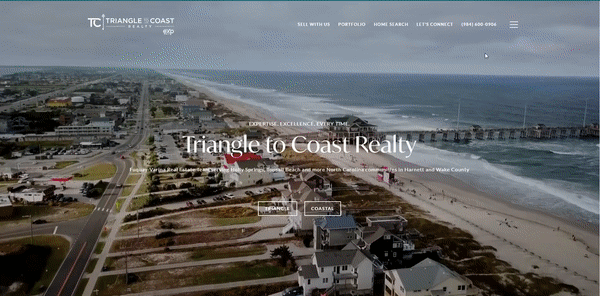 TC TRIANGLE TO COAST
REALTY
exp
SELL WITH US PORTFOLIO HOME SEARCH LET'S CONNECT (984) 600-0906
EXPERTISE. EXCELLENCE. EVERY TIME.
Triangle to Coast Realty
Fuquay-Varina Real Estate Team serving Holly Springs, Topsail Beach and more North Carolina communities in Harnett and Wake County
TRIANGLE COASTAL